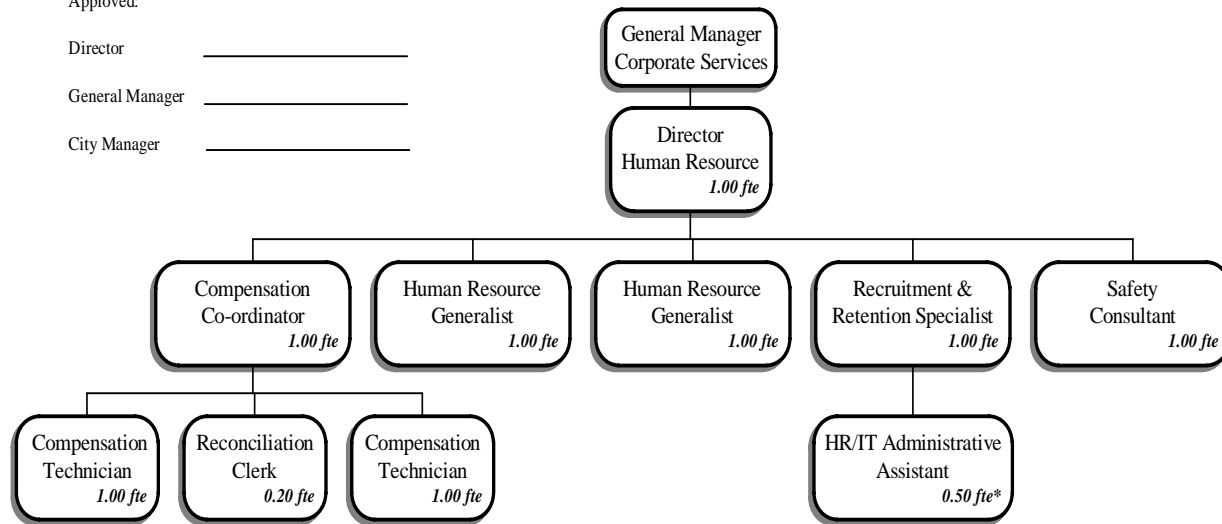 Approved:
Director
General Manager
City Manager
General Manager
Corporate Services
Director
Human Resource
1.00 fte
Compensation
Co-ordinator
1.00 fte
Human Resource
Generalist
1.00 fte
Human Resource
Generalist
1.00 fte
Recruitment &
Retention Specialist
1.00 fte
Safety
Consultant
1.00 fte
Compensation
Technician
1.00 fte
Reconciliation
Clerk
0.20 fte
Compensation
Technician
1.00 fte
HR/IT Administrative
Assistant
0.50 fte*